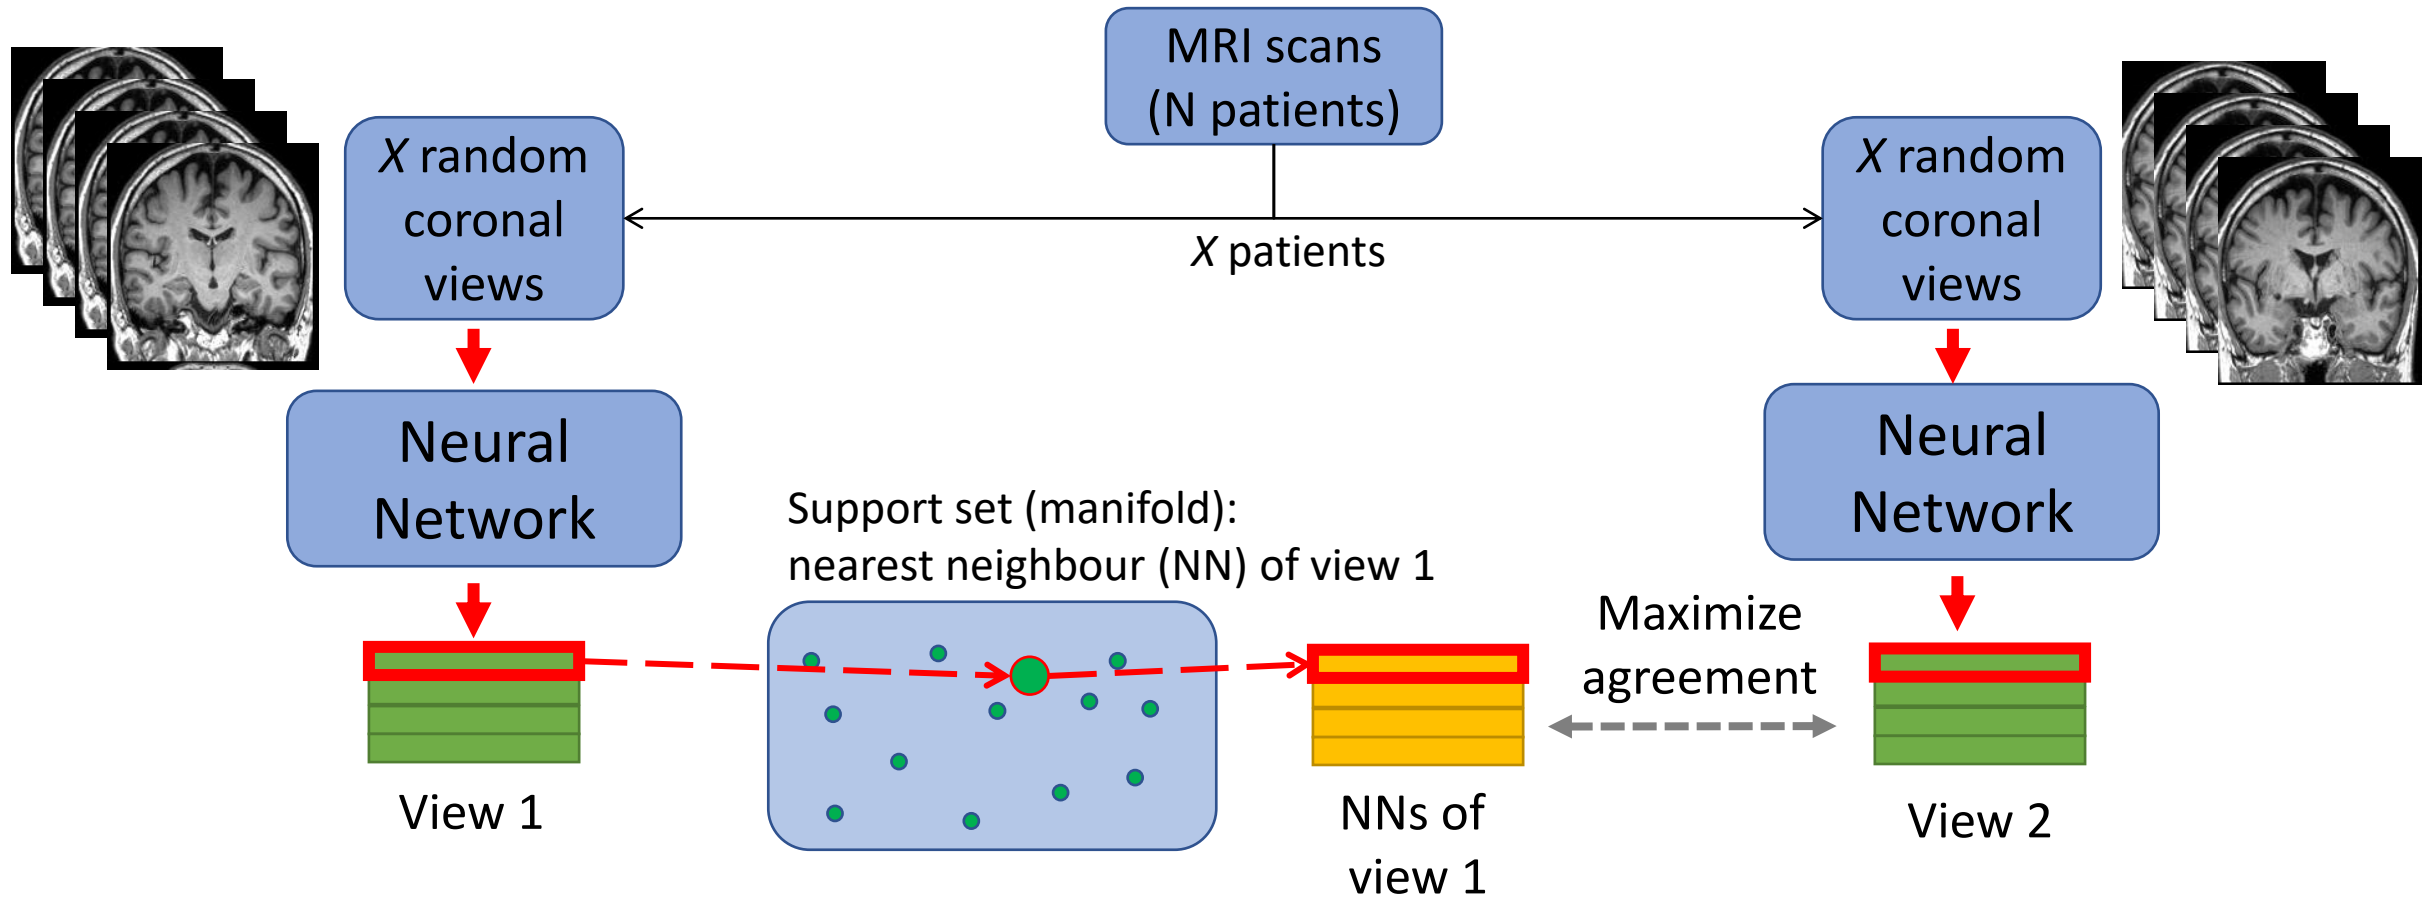 MRI scans
(N patients)
X random
coronal
views
X patients
X random
coronal
views
Neural
Network
Neural
Network
Support set (manifold):
nearest neighbour (NN) of view 1
Maximize
agreement
View 1
NNs of
view 1
View 2